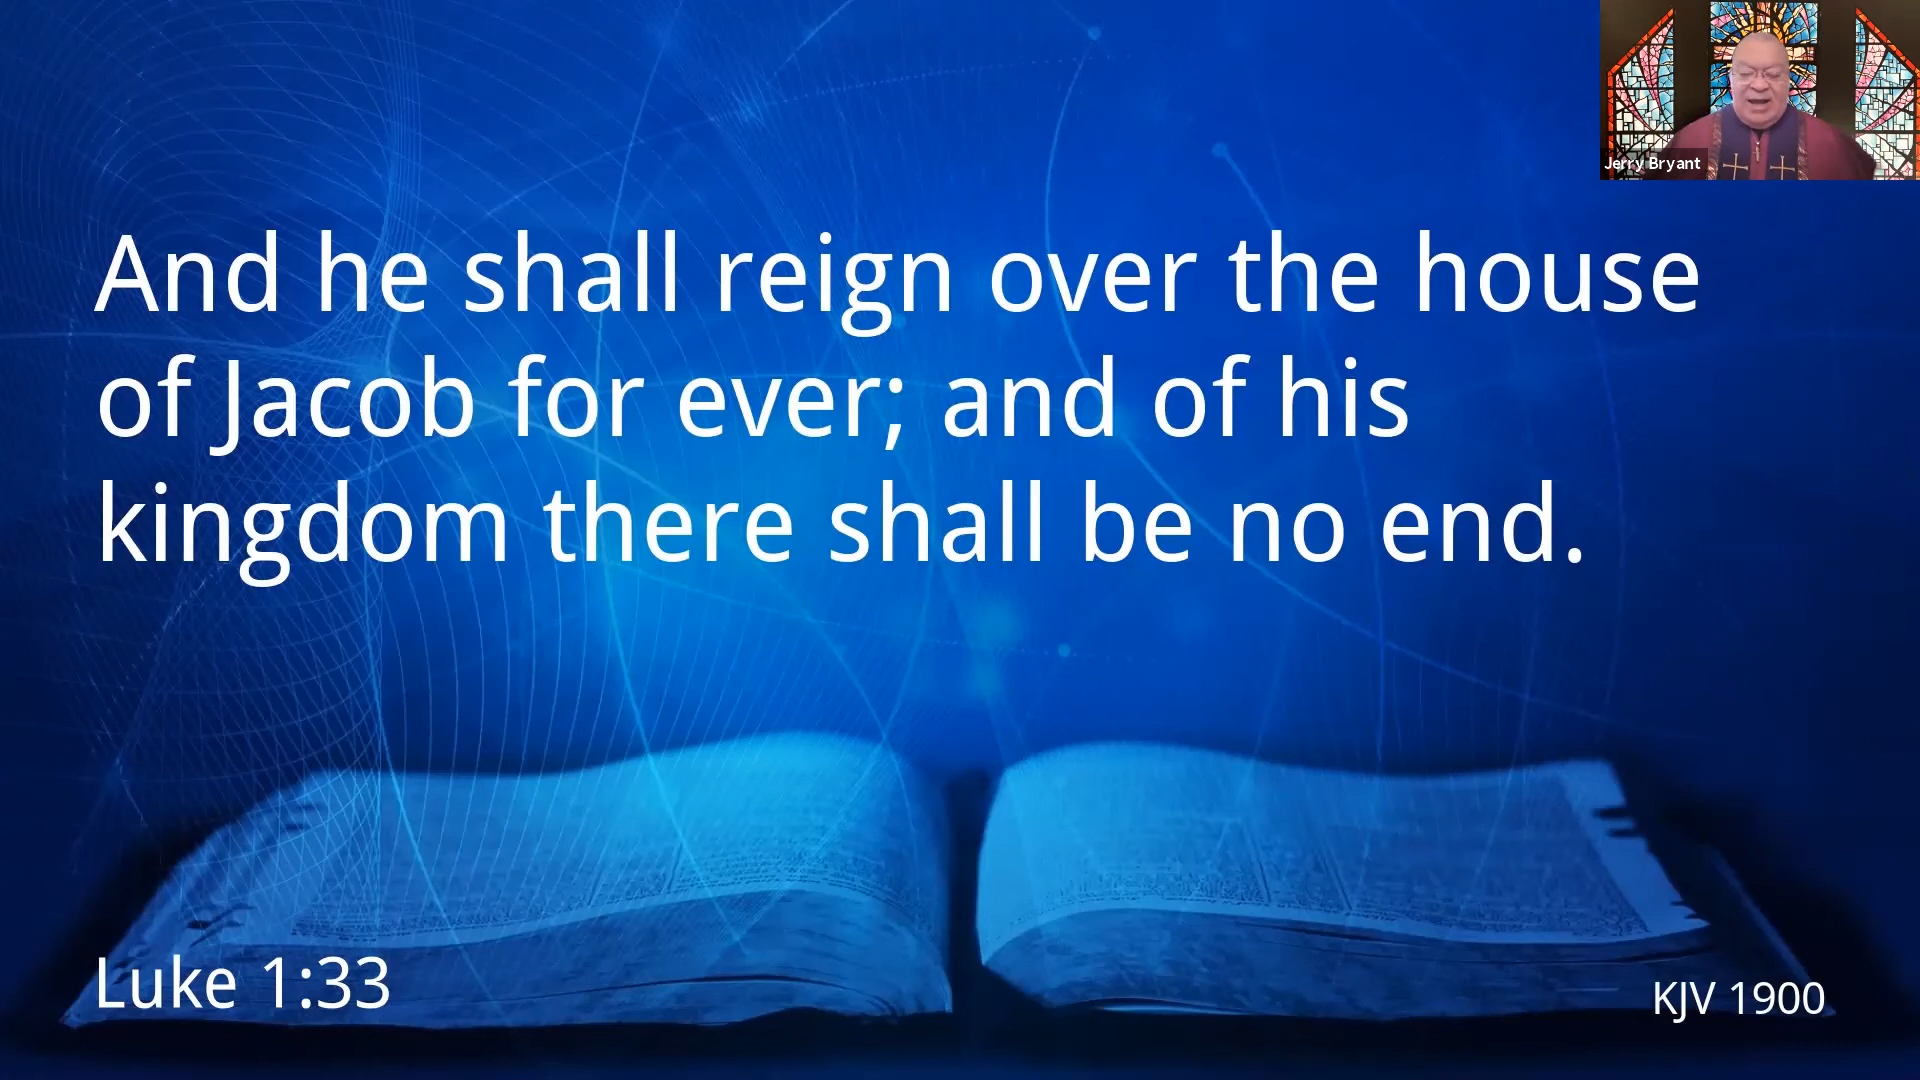 Jerry Bryant
And he shall reign over the house
of Jacob for ever; and of his
kingdom there shall be no end.
Luke 1:33
KJV 1900